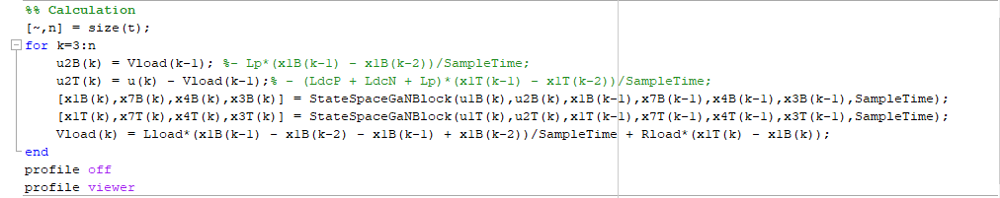 %% Calculation
[~,n] = size(t);
for k=3:n
u2B(k) = Vload(k-1); %- Lp*(x1B(k-1) - x1B(k-2))/SampleTime;
u2T(k) = u(k) - Vload(k-1);% - (LdcP + LdcN + Lp)*(x1T(k-1) - x1T(k-2))/SampleTime;
[x1B(k),x7B(k),x4B(k),x3B(k)] = StateSpaceGaNBlock(u1B(k),u2B(k),x1B(k-1),x7B(k-1),x4B(k-1),x3B(k-1),SampleTime);
[x1T(k),x7T(k),x4T(k),x3T(k)] = StateSpaceGaNBlock(u1T(k),u2T(k),x1T(k-1),x7T(k-1),x4T(k-1),x3T(k-1),SampleTime);
Vload(k) = Lload*(x1B(k-1) - x1B(k-2) - x1B(k-1) + x1B(k-2))/SampleTime + Rload*(x1T(k) - x1B(k));
end
profile off
profile viewer